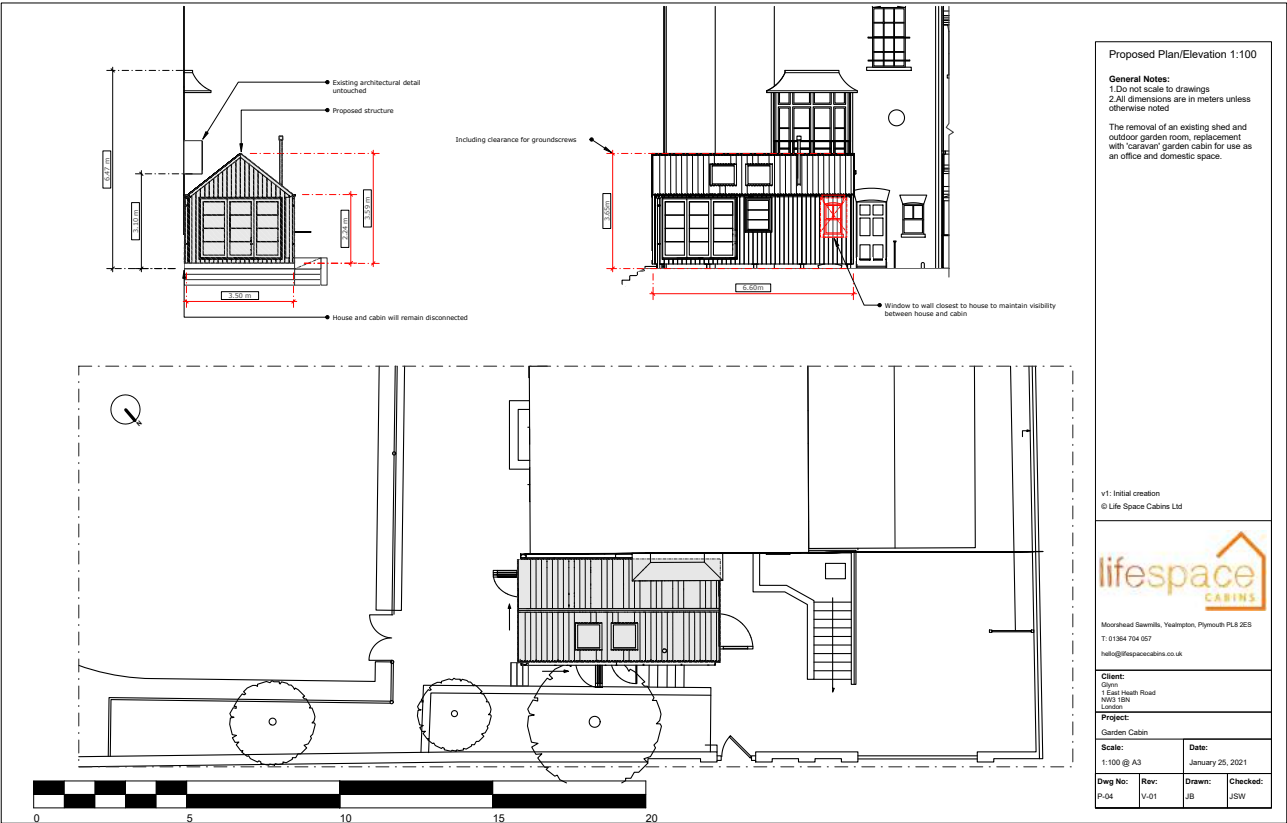 Existing architectural detail
untouched
Proposed structure
6.47 m
3.10 m
2.24 m
3.59 m
3.50 m
House and cabin will remain disconnected
Including clearance for groundscrews
3.65m
6.60m
Window to wall closest to house to maintain visibility
between house and cabin
N
0 5 10 15 20
Proposed Plan/Elevation 1:100
General Notes:
1.Do not scale to drawings
2.All dimensions are in meters unless
otherwise noted
The removal of an existing shed and
outdoor garden room, replacement
with 'caravan' garden cabin for use as
an office and domestic space.
v1: Initial creation
© Life Space Cabins Ltd
lifespace
CABINS
Moorshead Sawmills, Yealmpton, Plymouth PL8 2ES
T: 01364 704 057
hello@lifespacecabins.co.uk
Client:
Glynn
1 East Heath Road
NW3 1BN
London
Project:
Garden Cabin
Scale: Date:
1:100 @ A3 January 25, 2021
Dwg No: Rev: Drawn: Checked:
P-04 V-01 JB JSW